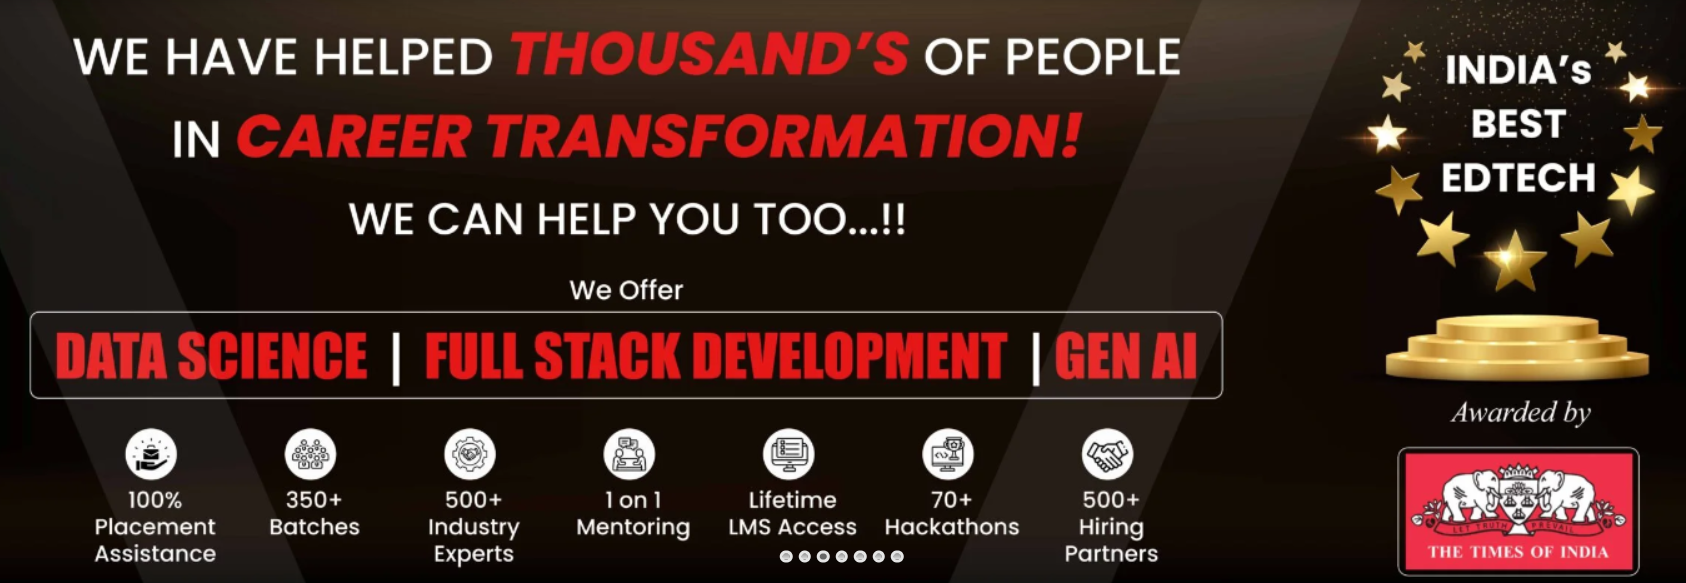 WE HAVE HELPED THOUSAND'S OF PEOPLE
IN CAREER TRANSFORMATION!
WE CAN HELP YOU TOO...!!
We Offer
DATA SCIENCE | FULL STACK DEVELOPMENT | GEN AI
100%
Placement
Assistance
350+
Batches
500+
Industry
Experts
1 on 1
Mentoring
Lifetime
LMS Access
70+
Hackathons
500+
Hiring
Partners
INDIA's
BEST
EDTECH
Awarded by
LET TRUTH PREVAIL
THE TIMES OF INDIA